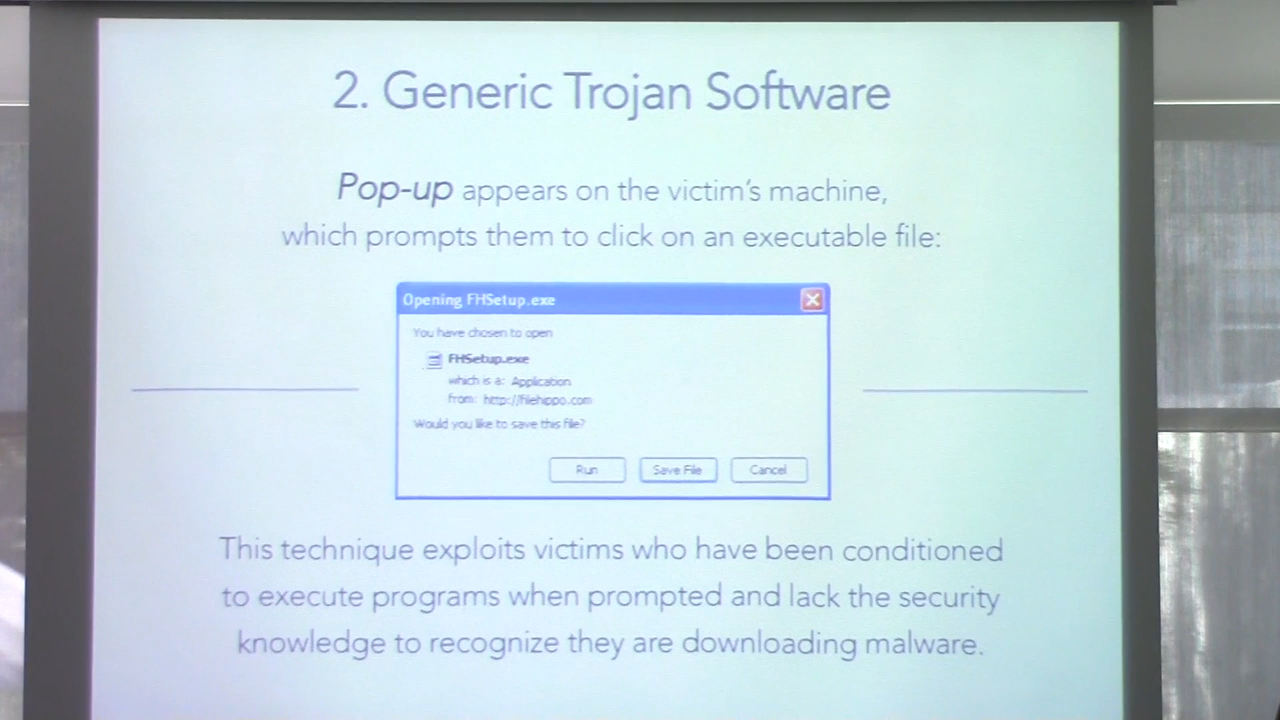 2. Generic Trojan Software
Pop-up appears on the victim's machine,
which prompts them to click on an executable file:
Opening FHSetup.exe
You have chosen to open
FHSetup.exe
which is a: Application
from: http://filehippo.com
Would you like to save this file?
Run Save File Cancel
This technique exploits victims who have been conditioned
to execute programs when prompted and lack the security
knowledge to recognize they are downloading malware.